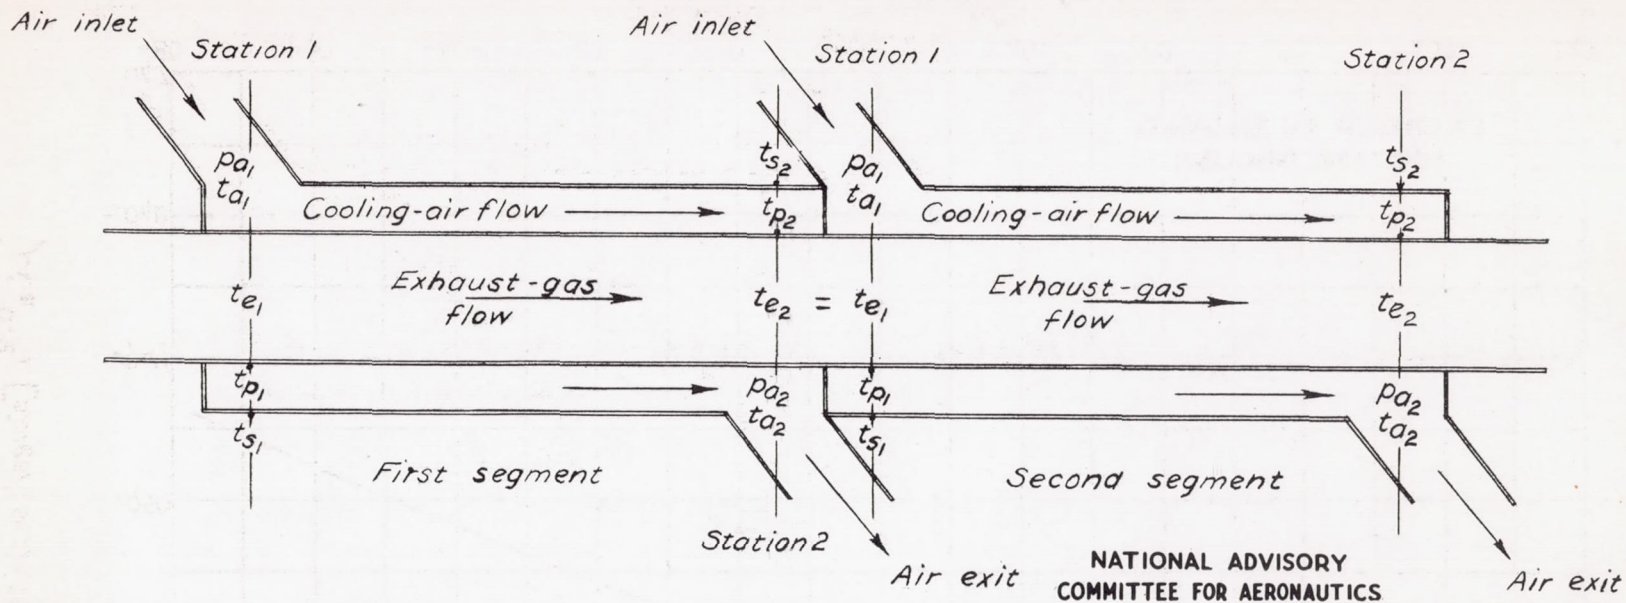 Air inlet
Station 1
Air inlet
Station 1
Station 2
pa₁
ta₁
ts₂
tp₂
pa₁
ta₁
ts₂
tp₂
Cooling-air flow
Cooling-air flow
te₁
Exhaust-gas
flow
te₂ = te₁
Exhaust-gas
flow
te₂
tp₁
ts₁
pa₂
ta₂
tp₁
ts₁
pa₂
ta₂
First segment
Second segment
Station 2
Air exit
NATIONAL ADVISORY
COMMITTEE FOR AERONAUTICS
Air exit